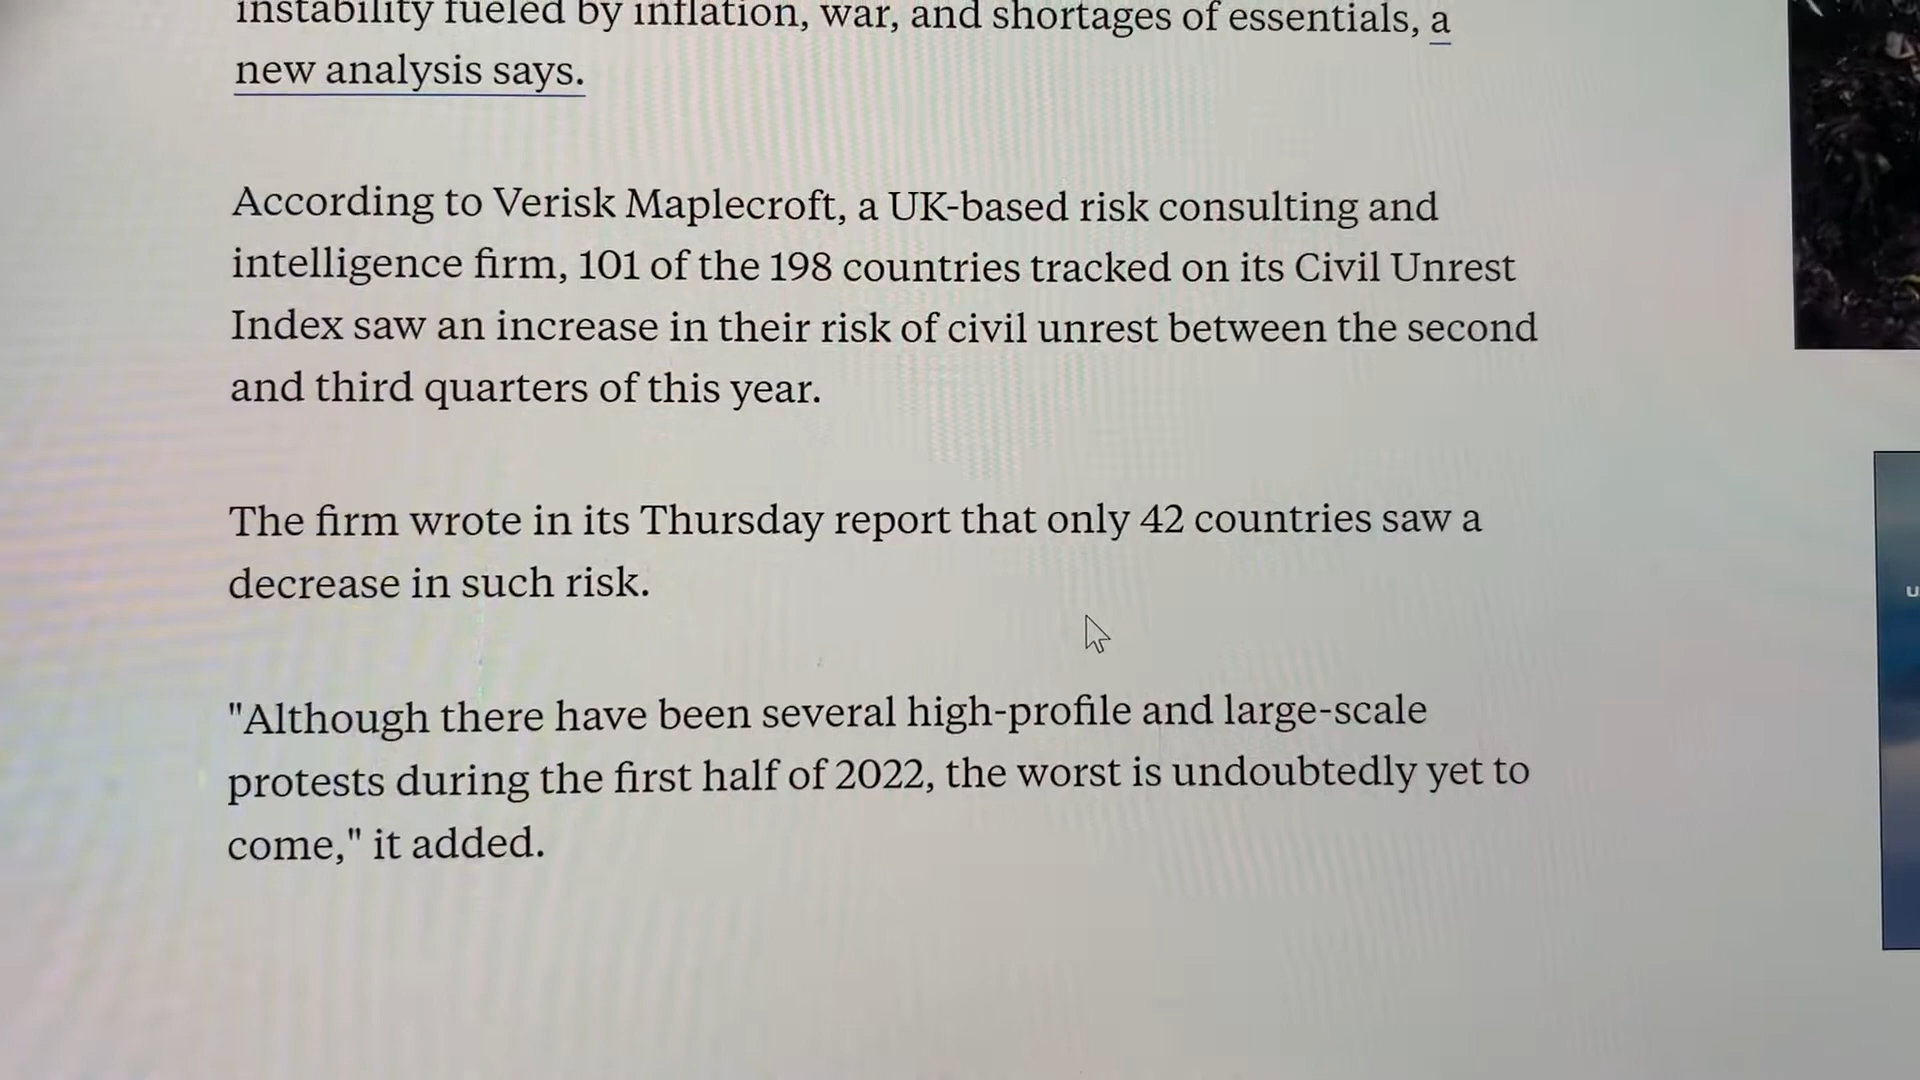 instability fueled by inflation, war, and shortages of essentials, a
new analysis says.
According to Verisk Maplecroft, a UK-based risk consulting and
intelligence firm, 101 of the 198 countries tracked on its Civil Unrest
Index saw an increase in their risk of civil unrest between the second
and third quarters of this year.
The firm wrote in its Thursday report that only 42 countries saw a
decrease in such risk.
"Although there have been several high-profile and large-scale
protests during the first half of 2022, the worst is undoubtedly yet to
come," it added.